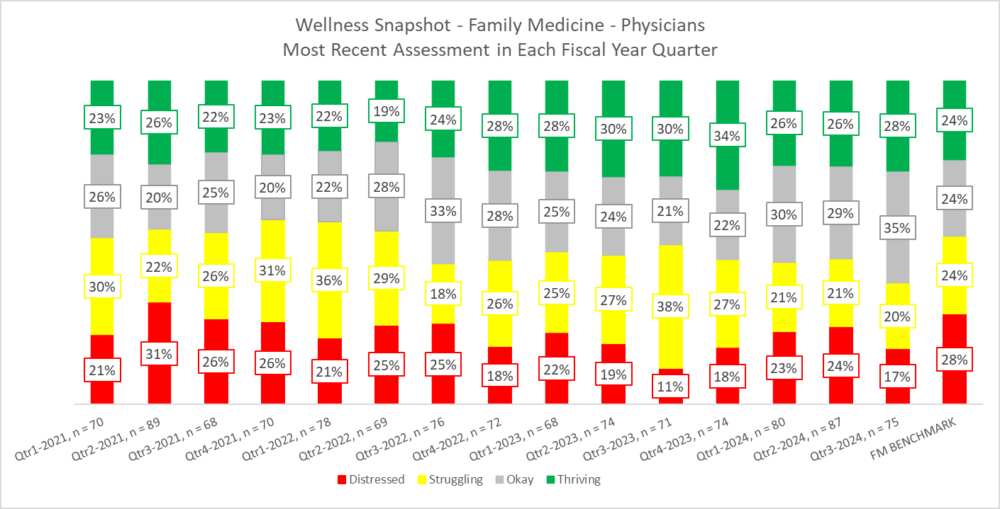 Wellness Snapshot - Family Medicine - Physicians
Most Recent Assessment in Each Fiscal Year Quarter
23% 26% 22% 23% 22% 19% 24% 28% 28% 30% 30% 34% 26% 26% 28% 24%
26% 20% 25% 20% 22% 28% 33% 28% 25% 24% 21% 22% 30% 29% 35% 24%
30% 22% 26% 31% 36% 29% 18% 26% 25% 27% 38% 27% 21% 21% 20% 24%
21% 31% 26% 26% 21% 25% 25% 18% 22% 19% 11% 18% 23% 24% 17% 28%
Qtr1-2021, n = 70
Qtr2-2021, n = 89
Qtr3-2021, n = 68
Qtr4-2021, n = 70
Qtr1-2022, n = 78
Qtr2-2022, n = 69
Qtr3-2022, n = 76
Qtr4-2022, n = 72
Qtr1-2023, n = 68
Qtr2-2023, n = 74
Qtr3-2023, n = 71
Qtr4-2023, n = 74
Qtr1-2024, n = 80
Qtr2-2024, n = 87
Qtr3-2024, n = 75
FM BENCHMARK
Distressed Struggling Okay Thriving